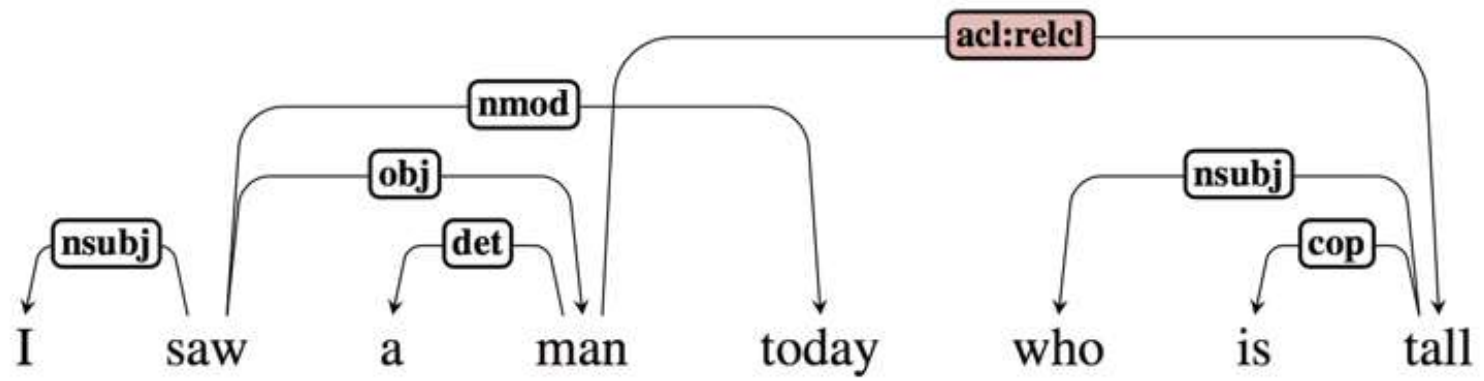 acl:relcl
nmod
obj nsubj
nsubj det cop
I saw a man today who is tall